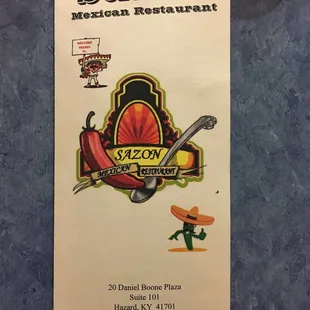 Mexican Restaurant
SAZON
MEXICAN RESTAURANT
20 Daniel Boone Plaza
Suite 101
Hazard, KY 41701